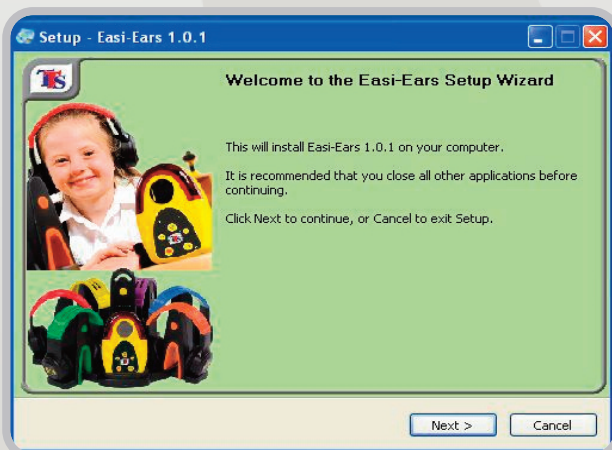 Setup - Easi-Ears 1.0.1
TTS
Welcome to the Easi-Ears Setup Wizard
This will install Easi-Ears 1.0.1 on your computer.
It is recommended that you close all other applications before
continuing.
Click Next to continue, or Cancel to exit Setup.
Next >
Cancel